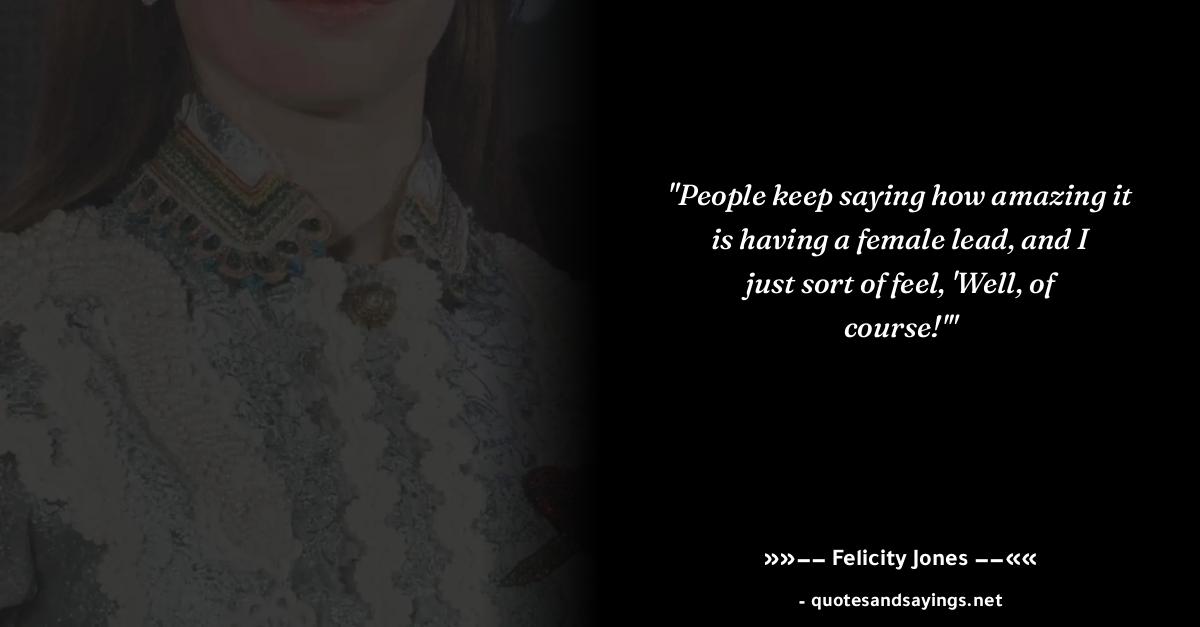 "People keep saying how amazing it
is having a female lead, and I
just sort of feel, 'Well, of
course!'"
»»–– Felicity Jones ––««
- quotesandsayings.net